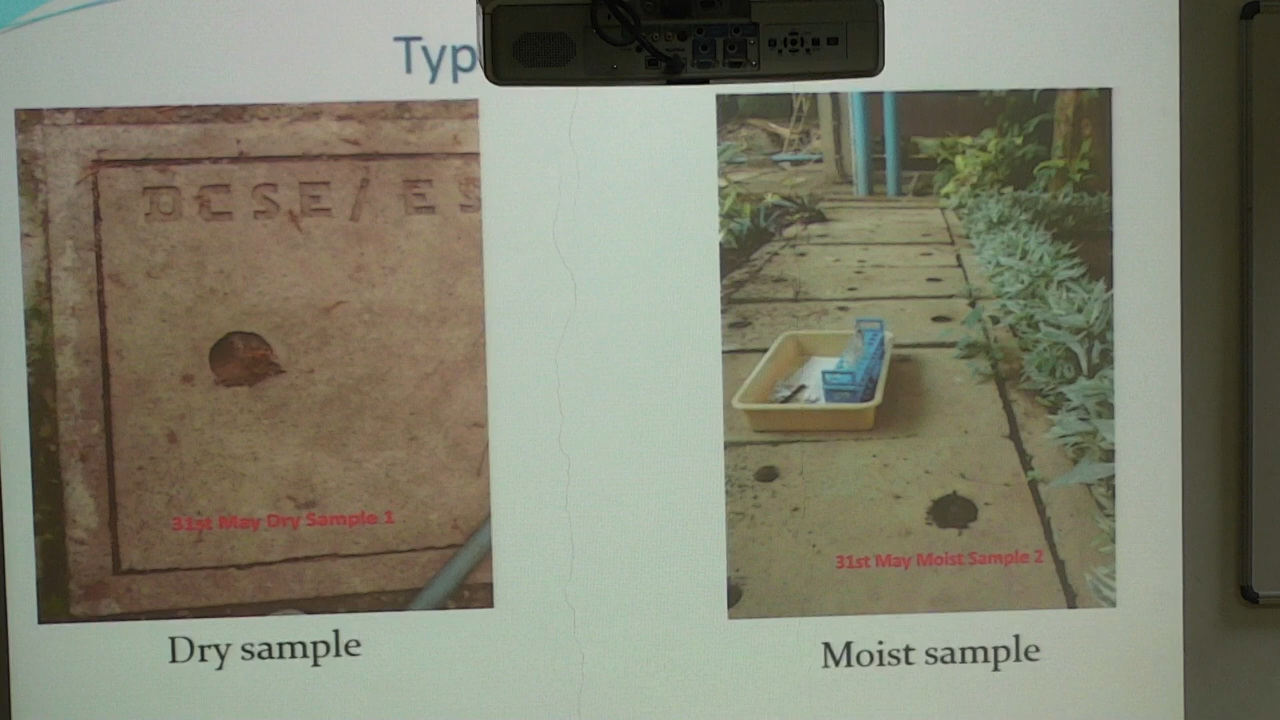 Typ
DCSE/ ES
31st May Dry Sample 1
31st May Moist Sample 2
Dry sample
Moist sample